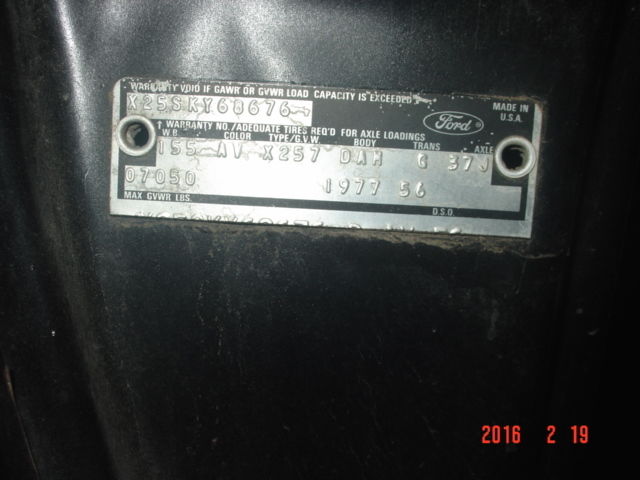 WARRANTY VOID IF GAWR OR GVWR LOAD CAPACITY IS EXCEEDED
X25SKY68676
MADE IN
U.S.A.
Ford
↑ WARRANTY NO./ADEQUATE TIRES REQ'D FOR AXLE LOADINGS
W.B. COLOR TYPE/G.V.W. BODY TRANS AXLE
155 AV X257 DAH G 37J
07050 1977 56
MAX GVWR LBS. D.S.O.
2016 2 19